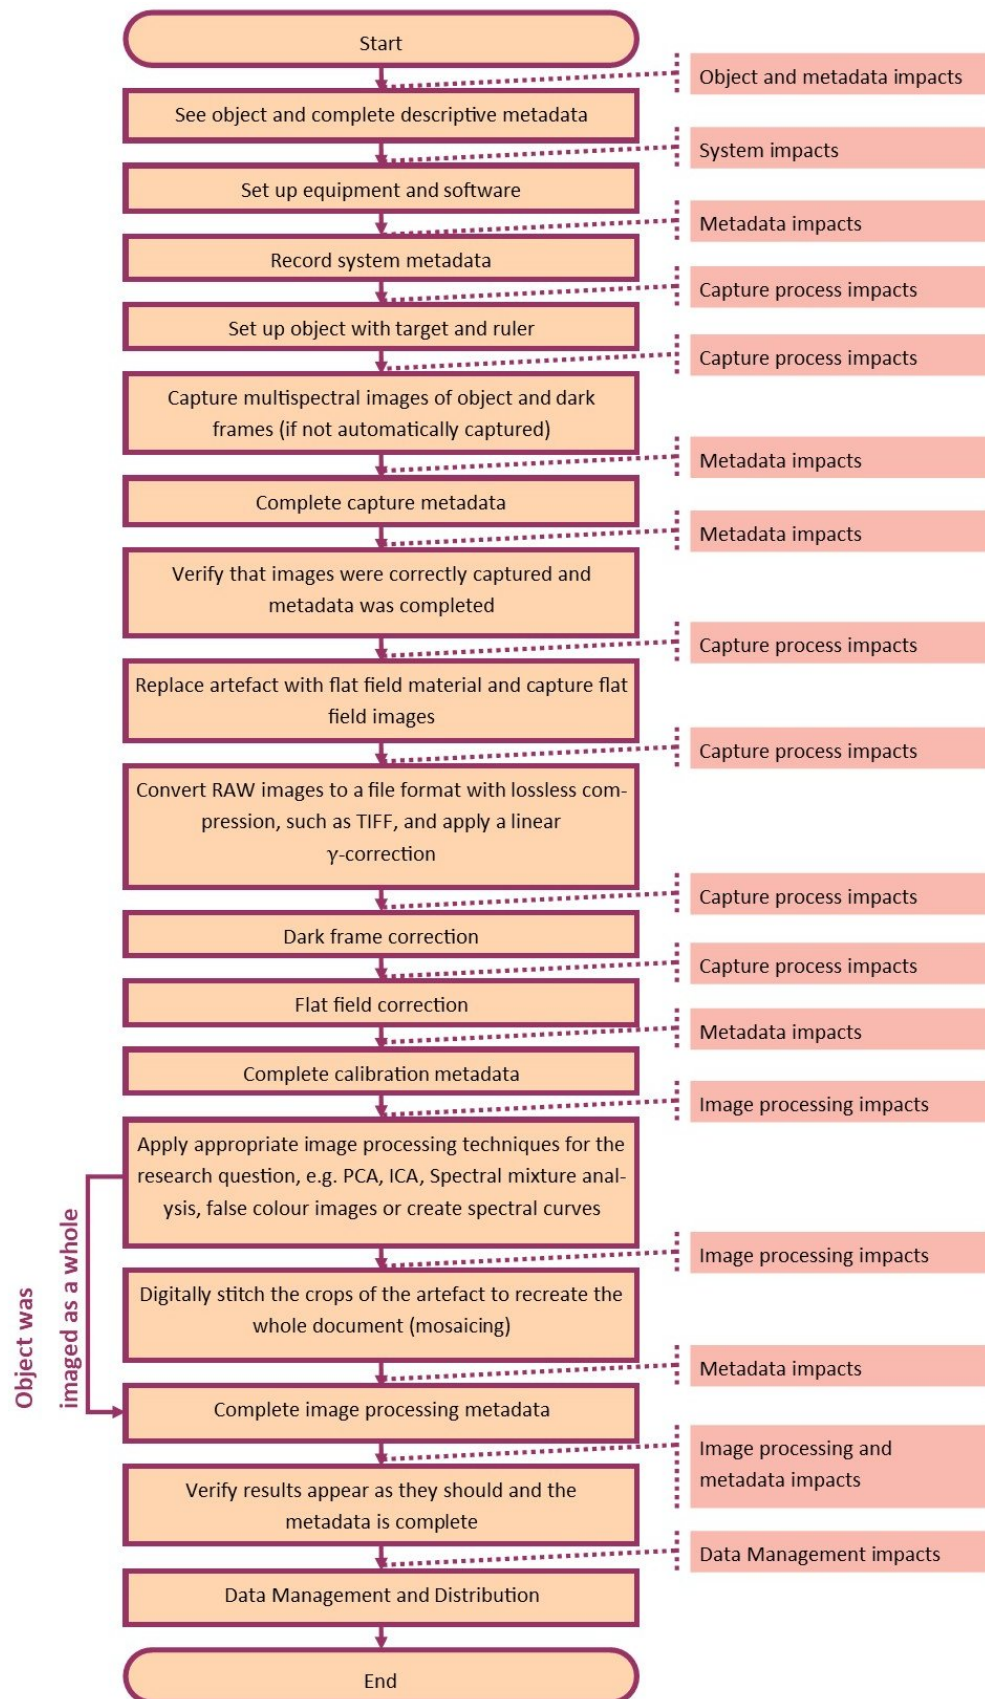 Start
Object and metadata impacts
See object and complete descriptive metadata
System impacts
Set up equipment and software
Metadata impacts
Record system metadata
Capture process impacts
Set up object with target and ruler
Capture process impacts
Capture multispectral images of object and dark
frames (if not automatically captured)
Metadata impacts
Complete capture metadata
Metadata impacts
Verify that images were correctly captured and
metadata was completed
Capture process impacts
Replace artefact with flat field material and capture flat
field images
Capture process impacts
Convert RAW images to a file format with lossless com-
pression, such as TIFF, and apply a linear
γ-correction
Capture process impacts
Dark frame correction
Capture process impacts
Flat field correction
Metadata impacts
Complete calibration metadata
Image processing impacts
Apply appropriate image processing techniques for the
research question, e.g. PCA, ICA, Spectral mixture anal-
ysis, false colour images or create spectral curves
Object was
imaged as a whole
Image processing impacts
Digitally stitch the crops of the artefact to recreate the
whole document (mosaicing)
Metadata impacts
Complete image processing metadata
Image processing and
metadata impacts
Verify results appear as they should and the
metadata is complete
Data Management impacts
Data Management and Distribution
End